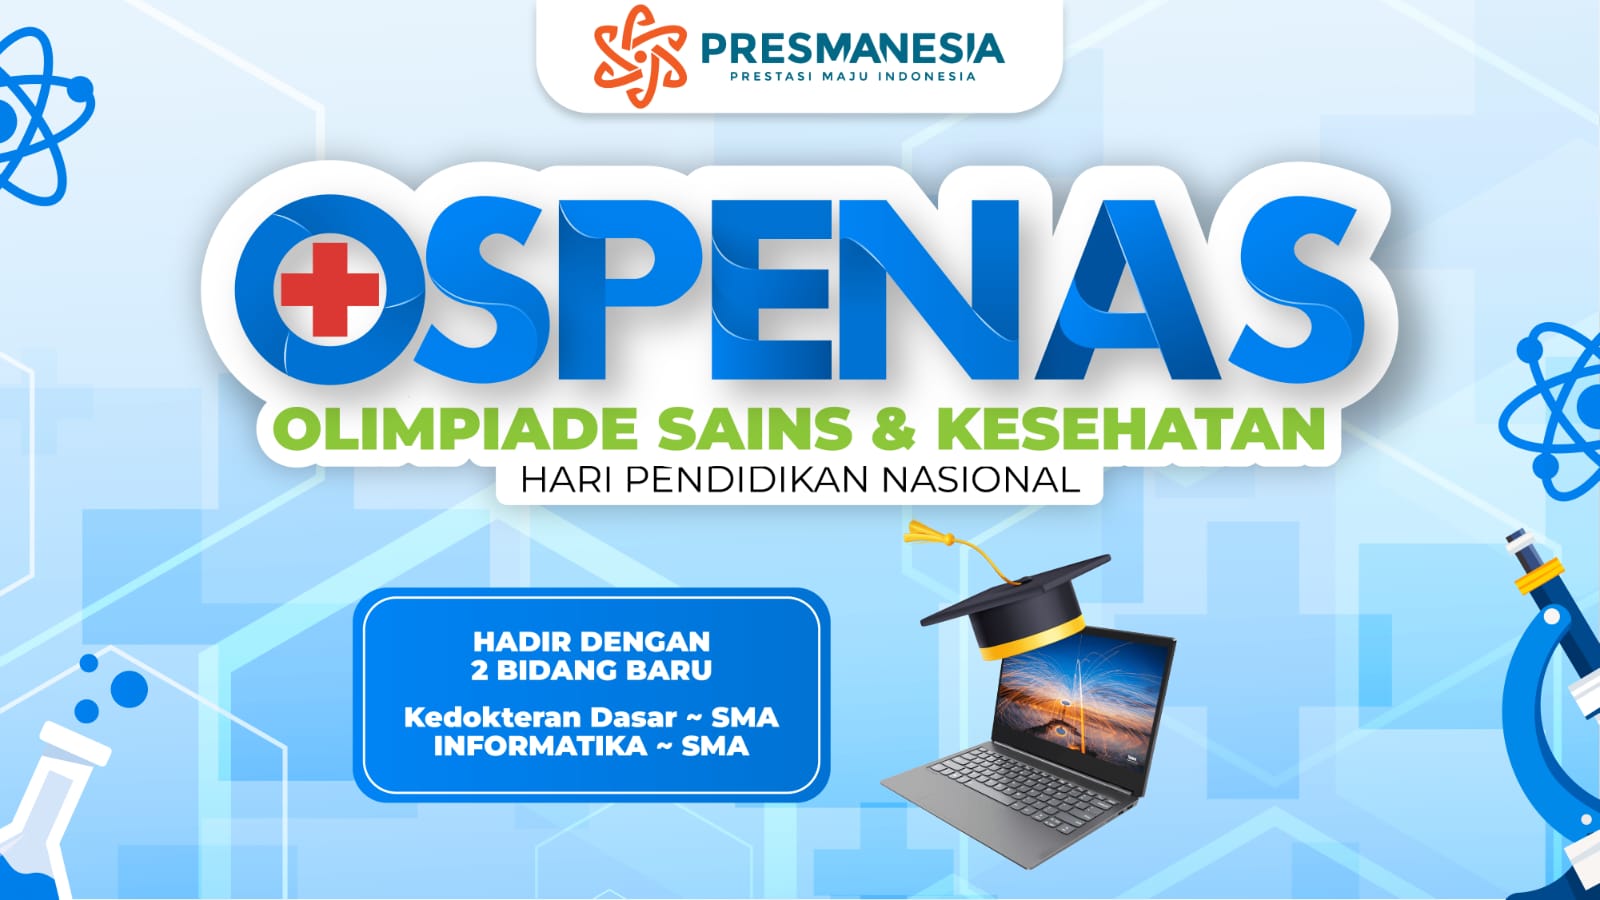 PRESMANESIA
PRESTASI MAJU INDONESIA
OSPENAS
OLIMPIADE SAINS & KESEHATAN
HARI PENDIDIKAN NASIONAL
HADIR DENGAN
2 BIDANG BARU
Kedokteran Dasar ~ SMA
INFORMATIKA ~ SMA